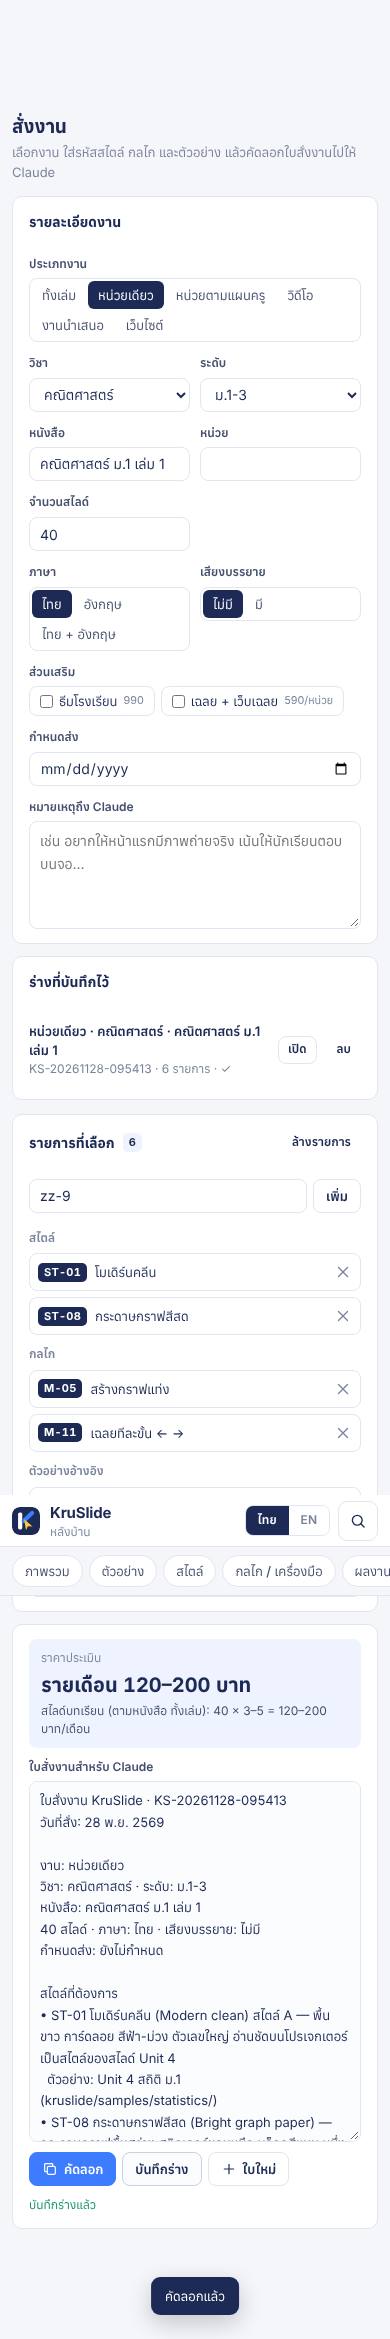 สั่งงาน
เลือกงาน ใส่รหัสสไตล์ กลไก และตัวอย่าง แล้วคัดลอกใบสั่งงานไปให้
Claude
รายละเอียดงาน
ประเภทงาน
ทั้งเล่ม หน่วยเดียว หน่วยตามแผนครู วิดีโอ
งานนำเสนอ เว็บไซต์
วิชา ระดับ
คณิตศาสตร์ ม.1-3
หนังสือ หน่วย
คณิตศาสตร์ ม.1 เล่ม 1
จำนวนสไลด์
40
ภาษา เสียงบรรยาย
ไทย อังกฤษ ไม่มี มี
ไทย + อังกฤษ
ส่วนเสริม
ธีมโรงเรียน 990 เฉลย + เว็บเฉลย 590/หน่วย
กำหนดส่ง
mm/dd/yyyy
หมายเหตุถึง Claude
เช่น อยากให้หน้าแรกมีภาพถ่ายจริง เน้นให้นักเรียนตอบ
บนจอ...
ร่างที่บันทึกไว้
หน่วยเดียว · คณิตศาสตร์ · คณิตศาสตร์ ม.1
เล่ม 1
KS-20261128-095413 · 6 รายการ · ✓
เปิด ลบ
รายการที่เลือก 6 ล้างรายการ
zz-9 เพิ่ม
สไตล์
ST-01 โมเดิร์นคลีน
ST-08 กระดาษกราฟสีสด
กลไก
M-05 สร้างกราฟแท่ง
M-11 เฉลยทีละขั้น ← →
ตัวอย่างอ้างอิง
KruSlide
หลังบ้าน
ไทย EN
ภาพรวม ตัวอย่าง สไตล์ กลไก / เครื่องมือ ผลงาน
ราคาประเมิน
รายเดือน 120–200 บาท
สไลด์บทเรียน (ตามหนังสือ ทั้งเล่ม): 40 × 3–5 = 120–200
บาท/เดือน
ใบสั่งงานสำหรับ Claude
ใบสั่งงาน KruSlide · KS-20261128-095413
วันที่สั่ง: 28 พ.ย. 2569
งาน: หน่วยเดียว
วิชา: คณิตศาสตร์ · ระดับ: ม.1-3
หนังสือ: คณิตศาสตร์ ม.1 เล่ม 1
40 สไลด์ · ภาษา: ไทย · เสียงบรรยาย: ไม่มี
กำหนดส่ง: ยังไม่กำหนด
สไตล์ที่ต้องการ
• ST-01 โมเดิร์นคลีน (Modern clean) สไตล์ A — พื้น
ขาว การ์ดลอย สีฟ้า-ม่วง ตัวเลขใหญ่ อ่านชัดบนโปรเจกเตอร์
เป็นสไตล์ของสไลด์ Unit 4
ตัวอย่าง: Unit 4 สถิติ ม.1
(kruslide/samples/statistics/)
• ST-08 กระดาษกราฟสีสด (Bright graph paper) —
คัดลอก บันทึกร่าง + ใบใหม่
บันทึกร่างแล้ว
คัดลอกแล้ว